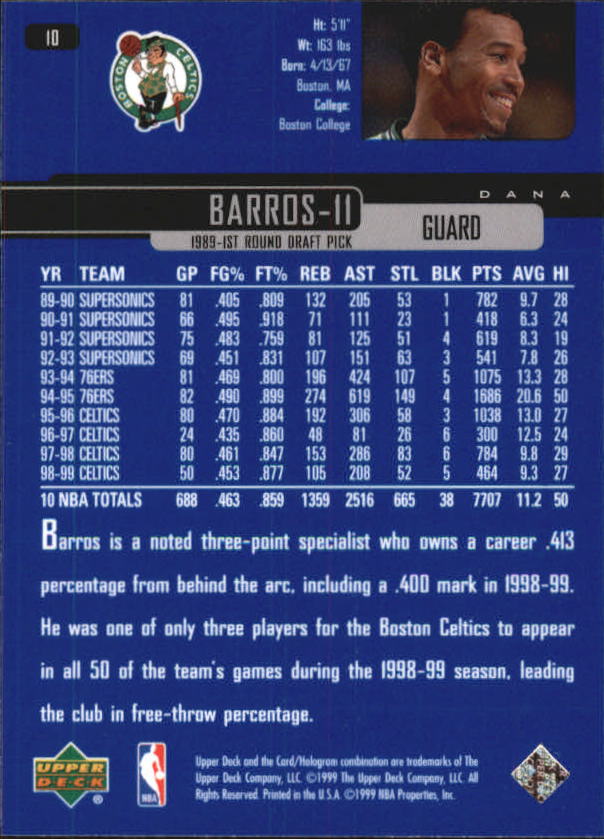 10
BOSTON CELTICS
Ht: 5'11"
Wt: 163 lbs
Born: 4/13/67
Boston, MA
College:
Boston College
DANA
BARROS-11
GUARD
1989-1ST ROUND DRAFT PICK
YR TEAM GP FG% FT% REB AST STL BLK PTS AVG HI
89-90 SUPERSONICS 81 .405 .809 132 205 53 1 782 9.7 28
90-91 SUPERSONICS 66 .495 .918 71 111 23 1 418 6.3 24
91-92 SUPERSONICS 75 .483 .759 81 125 51 4 619 8.3 19
92-93 SUPERSONICS 69 .451 .831 107 151 63 3 541 7.8 26
93-94 76ERS 81 .469 .800 196 424 107 5 1075 13.3 28
94-95 76ERS 82 .490 .899 274 619 149 4 1686 20.6 50
95-96 CELTICS 80 .470 .884 192 306 58 3 1038 13.0 27
96-97 CELTICS 24 .435 .860 48 81 26 6 300 12.5 24
97-98 CELTICS 80 .461 .847 153 286 83 6 784 9.8 29
98-99 CELTICS 50 .453 .877 105 208 52 5 464 9.3 27
10 NBA TOTALS 688 .463 .859 1359 2516 665 38 7707 11.2 50
Barros is a noted three-point specialist who owns a career .413
percentage from behind the arc, including a .400 mark in 1998-99.
He was one of only three players for the Boston Celtics to appear
in all 50 of the team's games during the 1998-99 season, leading
the club in free-throw percentage.
UPPER
DECK
®
NBA
Upper Deck and the Card/Hologram combination are trademarks of The
Upper Deck Company, LLC. ©1999 The Upper Deck Company, LLC. All
Rights Reserved. Printed in the U.S.A. ©1999 NBA Properties, Inc.